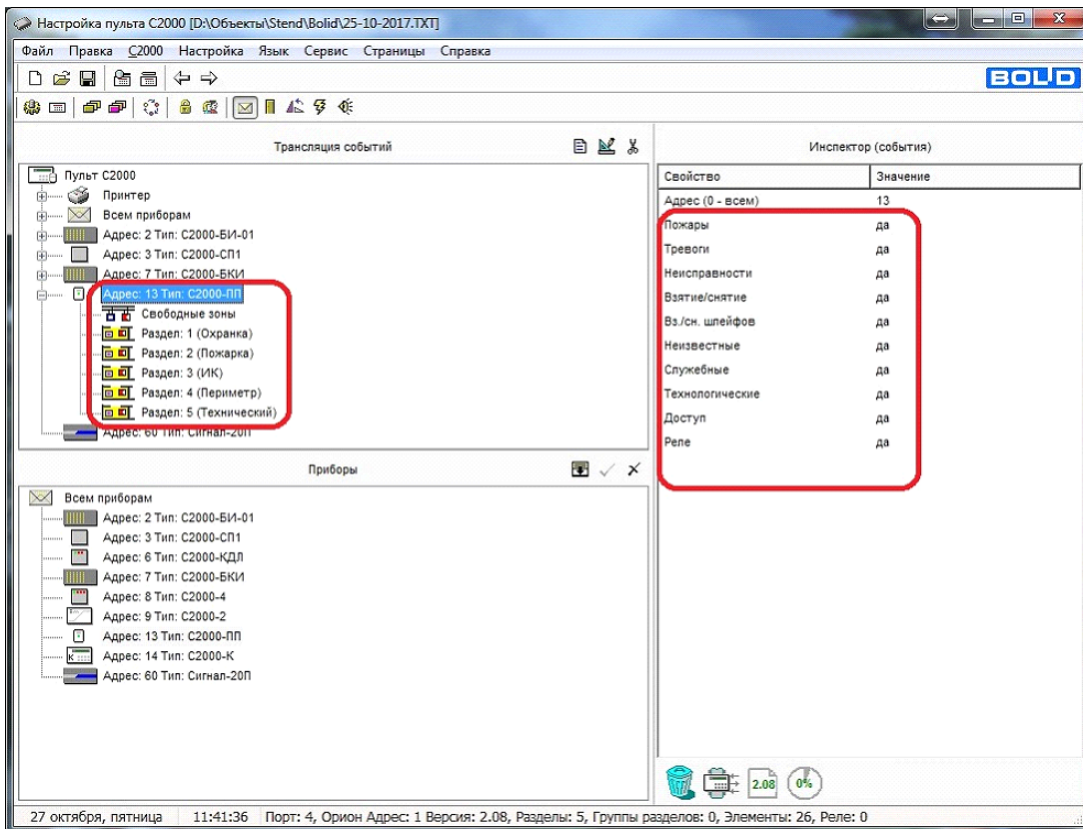 Настройка пульта С2000 [D:\Объекты\Stend\Bolid\25-10-2017.TXT]
Файл Правка С2000 Настройка Язык Сервис Страницы Справка
BOLID
Трансляция событий
Пульт С2000
Принтер
Всем приборам
Адрес: 2 Тип: С2000-БИ-01
Адрес: 3 Тип: С2000-СП1
Адрес: 7 Тип: С2000-БКИ
Адрес: 13 Тип: С2000-ПП
Свободные зоны
Раздел: 1 (Охранка)
Раздел: 2 (Пожарка)
Раздел: 3 (ИК)
Раздел: 4 (Периметр)
Раздел: 5 (Технический)
Адрес: 60 Тип: Сигнал-20П
Приборы
Всем приборам
Адрес: 2 Тип: С2000-БИ-01
Адрес: 3 Тип: С2000-СП1
Адрес: 6 Тип: С2000-КДЛ
Адрес: 7 Тип: С2000-БКИ
Адрес: 8 Тип: С2000-4
Адрес: 9 Тип: С2000-2
Адрес: 13 Тип: С2000-ПП
Адрес: 14 Тип: С2000-К
Адрес: 60 Тип: Сигнал-20П
Инспектор (события)
Свойство Значение
Адрес (0 - всем) 13
Пожары да
Тревоги да
Неисправности да
Взятие/снятие да
Вз./сн. шлейфов да
Неизвестные да
Служебные да
Технологические да
Доступ да
Реле да
2.08 0%
27 октября, пятница 11:41:36 Порт: 4, Орион Адрес: 1 Версия: 2.08, Разделы: 5, Группы разделов: 0, Элементы: 26, Реле: 0